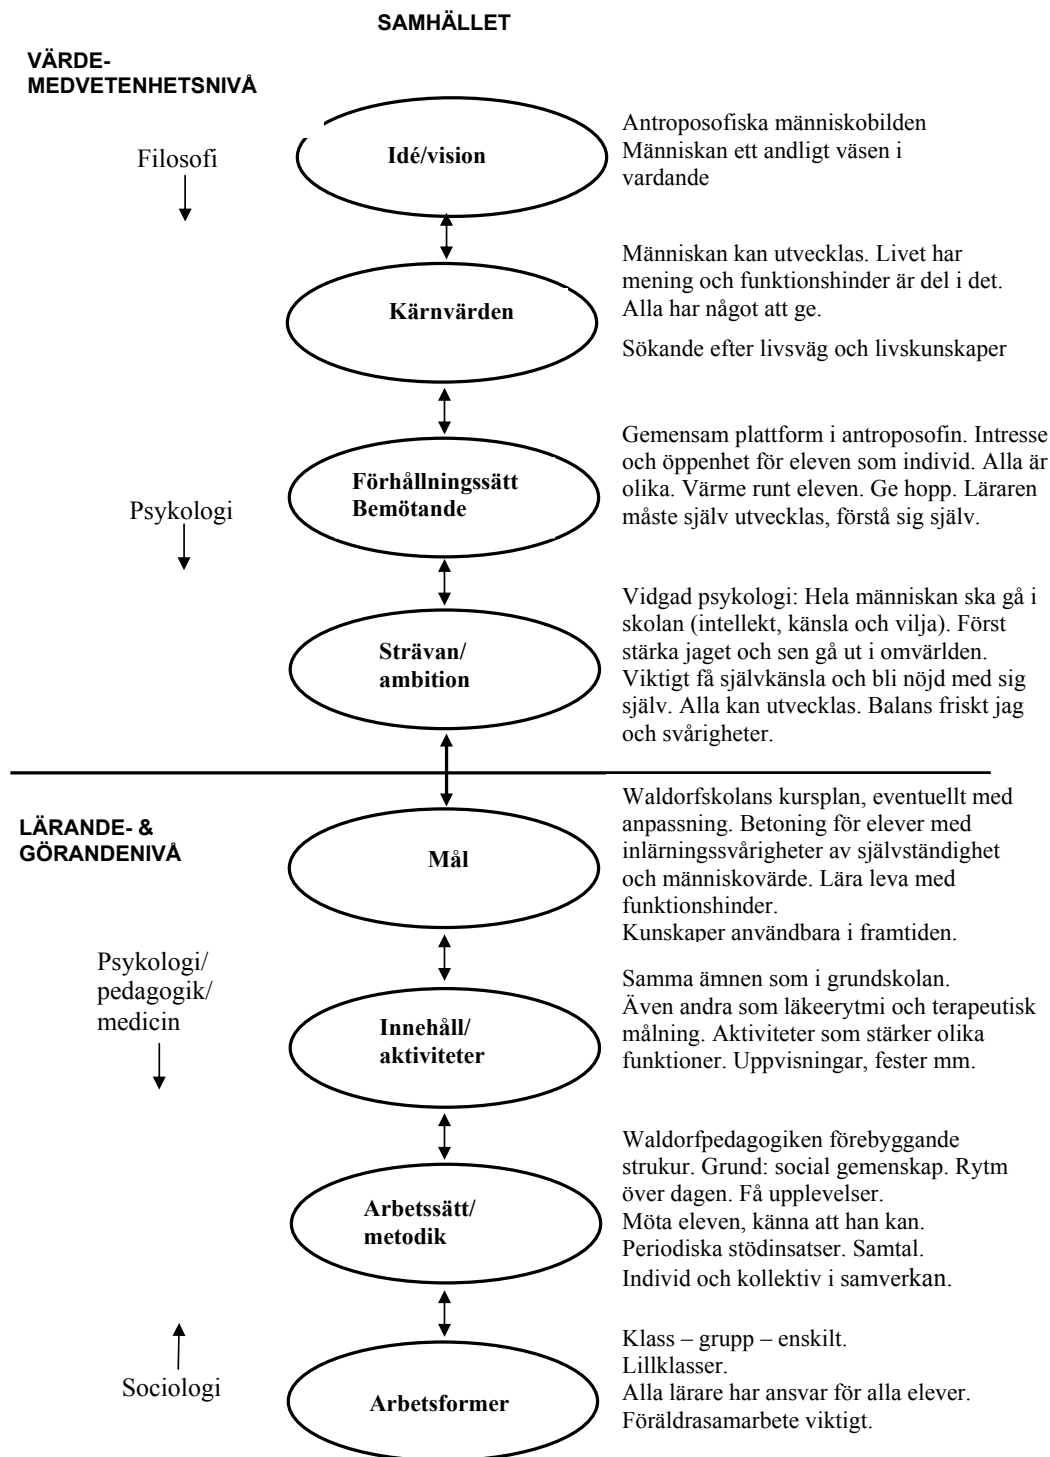 SAMHÄLLET
VÄRDE-
MEDVETENHETSNIVÅ
Filosofi
Idé/vision
Antroposofiska människobilden
Människan ett andligt väsen i
vardande
Kärnvärden
Människan kan utvecklas. Livet har
mening och funktionshinder är del i det.
Alla har något att ge.
Sökande efter livsväg och livskunskaper
Psykologi
Förhållningssätt
Bemötande
Gemensam plattform i antroposofin. Intresse
och öppenhet för eleven som individ. Alla är
olika. Värme runt eleven. Ge hopp. Läraren
måste själv utvecklas, förstå sig själv.
Strävan/
ambition
Vidgad psykologi: Hela människan ska gå i
skolan (intellekt, känsla och vilja). Först
stärka jaget och sen gå ut i omvärlden.
Viktigt få självkänsla och bli nöjd med sig
själv. Alla kan utvecklas. Balans friskt jag
och svårigheter.
LÄRANDE- &
GÖRANDENIVÅ
Mål
Waldorfskolans kursplan, eventuellt med
anpassning. Betoning för elever med
inlärningssvårigheter av självständighet
och människovärde. Lära leva med
funktionshinder.
Kunskaper användbara i framtiden.
Psykologi/
pedagogik/
medicin
Innehåll/
aktiviteter
Samma ämnen som i grundskolan.
Även andra som läkeerytmi och terapeutisk
målning. Aktiviteter som stärker olika
funktioner. Uppvisningar, fester mm.
Arbetssätt/
metodik
Waldorfpedagogiken förebyggande
strukur. Grund: social gemenskap. Rytm
över dagen. Få upplevelser.
Möta eleven, känna att han kan.
Periodiska stödinsatser. Samtal.
Individ och kollektiv i samverkan.
Sociologi
Arbetsformer
Klass – grupp – enskilt.
Lillklasser.
Alla lärare har ansvar för alla elever.
Föräldrasamarbete viktigt.